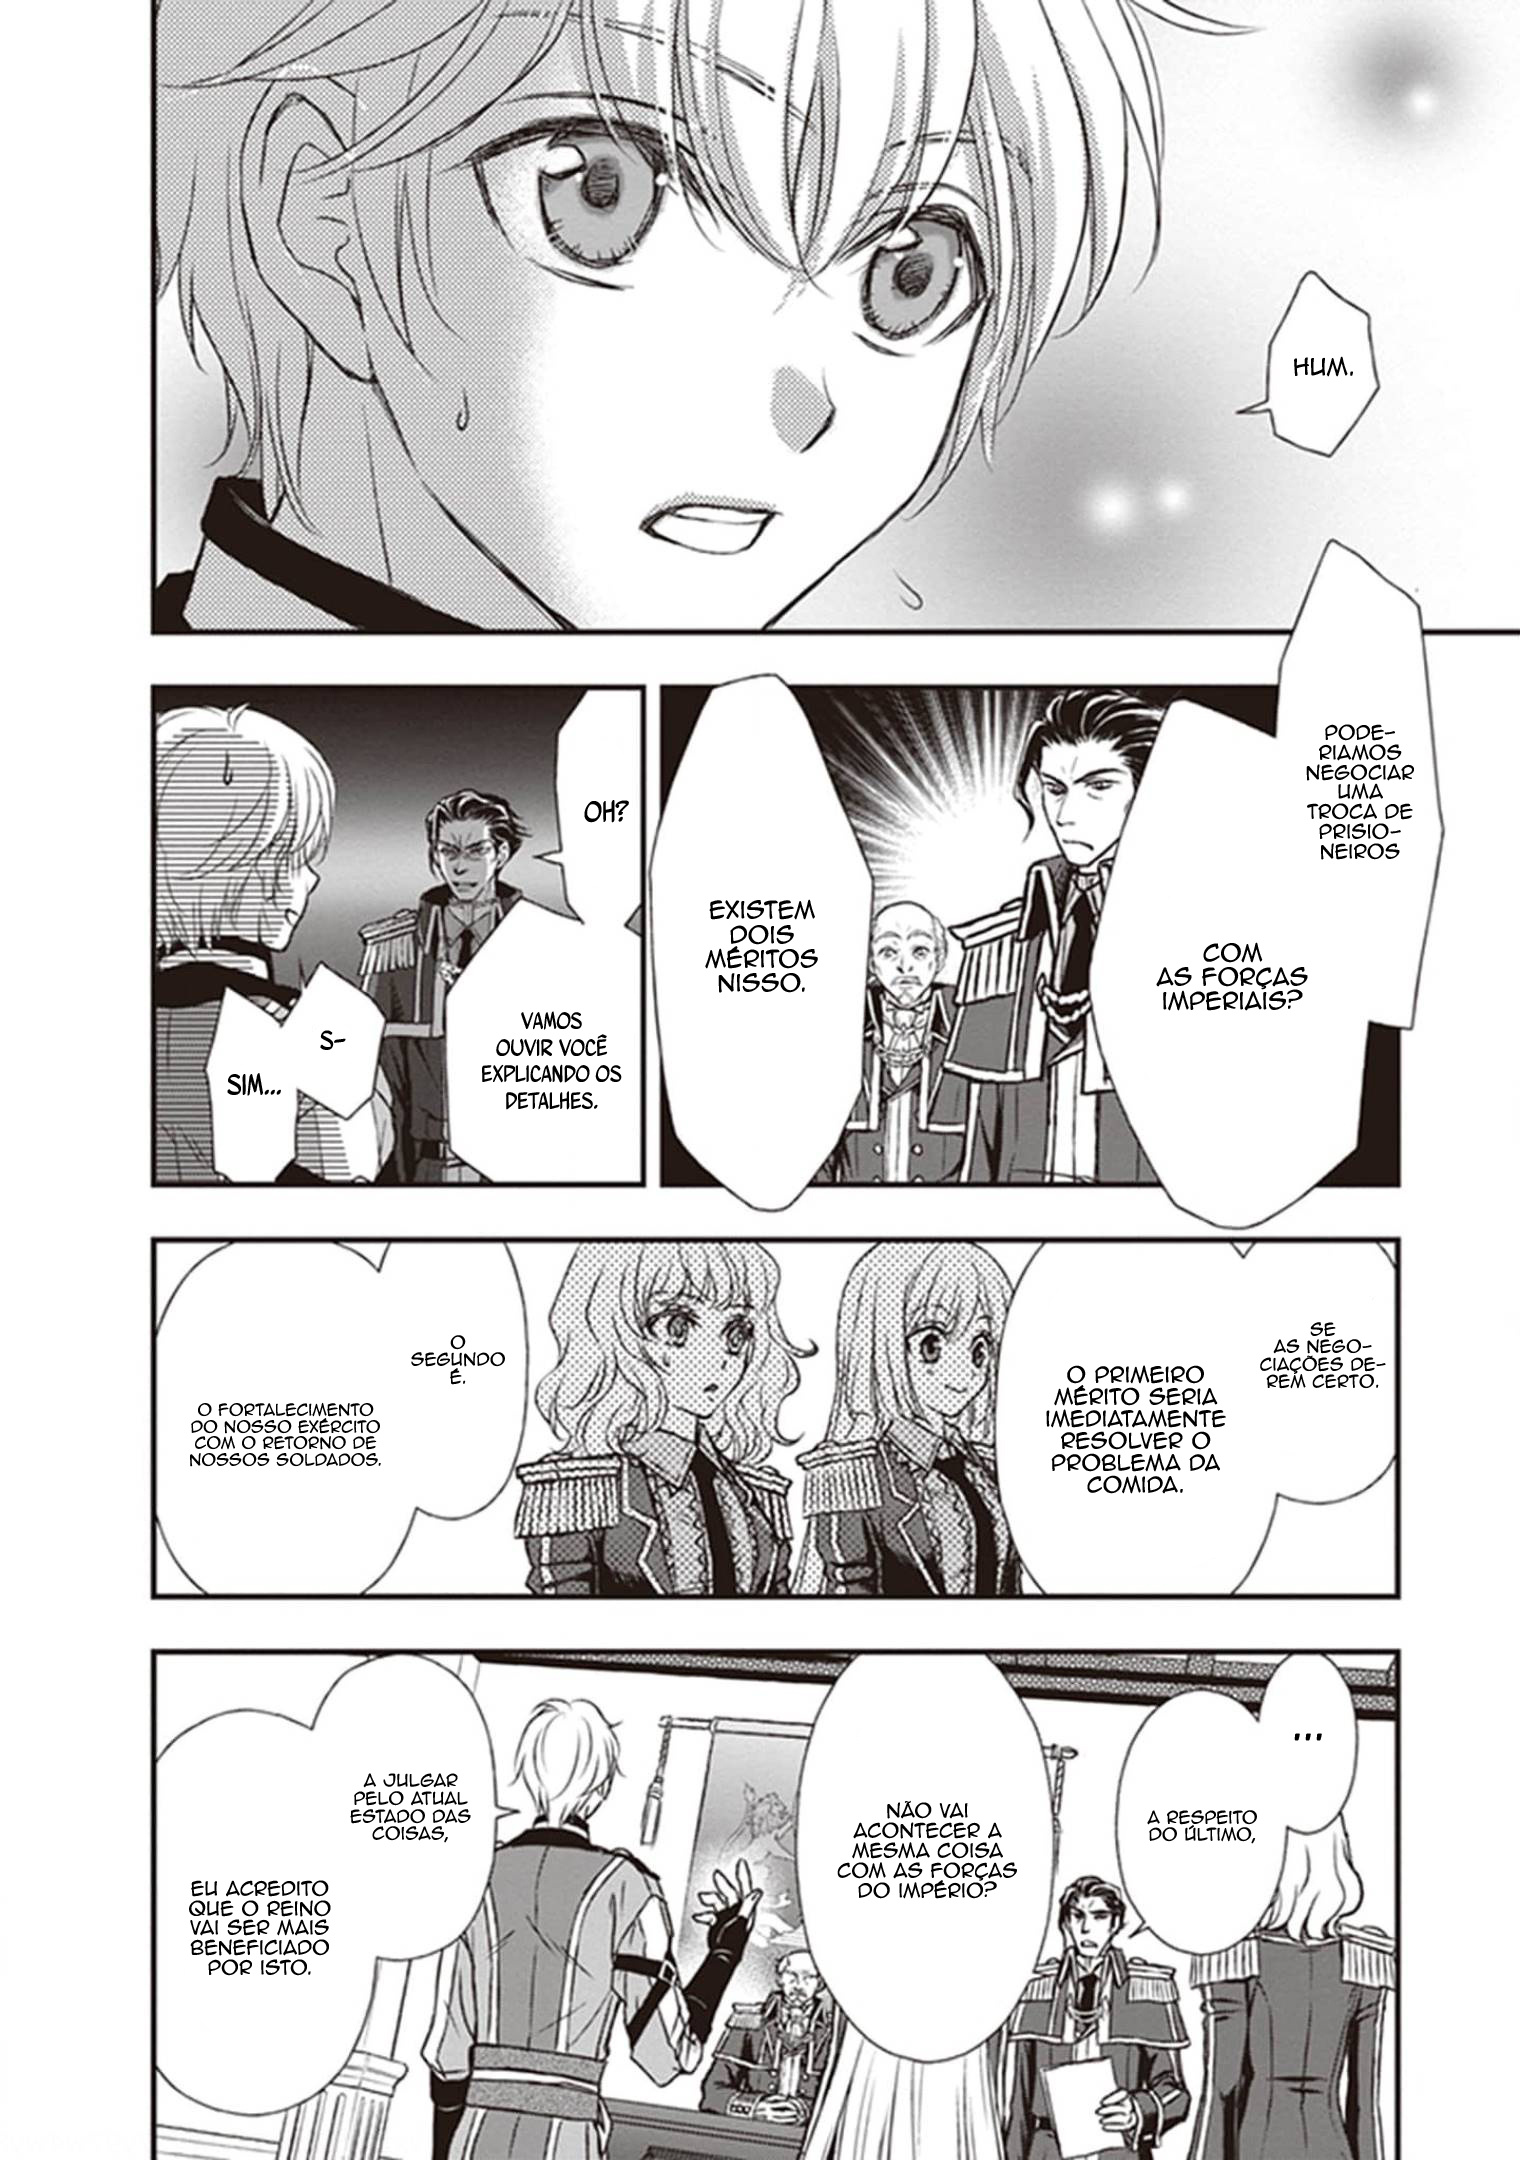 HUM.
PODE-
RIAMOS
NEGOCIAR
UMA
TROCA DE
PRISIO-
NEIROS
COM
AS FORÇAS
IMPERIAIS?
EXISTEM
DOIS
MÉRITOS
NISSO.
OH?
VAMOS
OUVIR VOCÊ
EXPLICANDO OS
DETALHES.
S-
SIM...
SE
AS NEGO-
CIAÇÕES DE-
REM CERTO.
O PRIMEIRO
MÉRITO SERIA
IMEDIATAMENTE
RESOLVER O
PROBLEMA DA
COMIDA.
O
SEGUNDO
É.
O FORTALECIMENTO
DO NOSSO EXÉRCITO
COM O RETORNO DE
NOSSOS SOLDADOS.
...
A RESPEITO
DO ÚLTIMO,
NÃO VAI
ACONTECER A
MESMA COISA
COM AS FORÇAS
DO IMPÉRIO?
A JULGAR
PELO ATUAL
ESTADO DAS
COISAS,
EU ACREDITO
QUE O REINO
VAI SER MAIS
BENEFICIADO
POR ISTO.